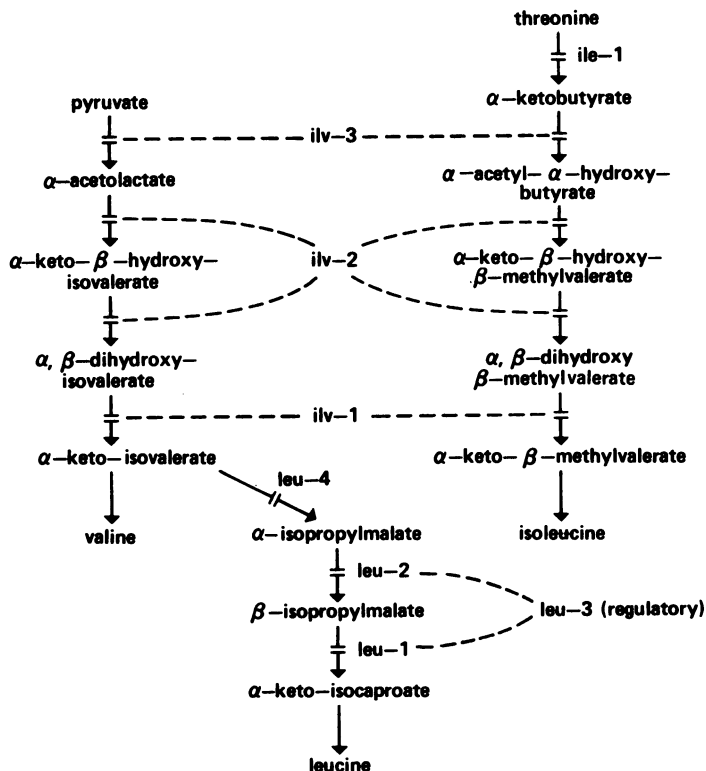 threonine
ile–1
pyruvate
α–ketobutyrate
ilv–3
α–acetolactate
α–acetyl– α–hydroxy–
butyrate
α–keto– β–hydroxy–
isovalerate
ilv–2
α–keto– β–hydroxy–
β–methylvalerate
α, β–dihydroxy–
isovalerate
α, β–dihydroxy
β–methylvalerate
ilv–1
α–keto–isovalerate
α–keto– β–methylvalerate
leu–4
valine
α–isopropylmalate
isoleucine
leu–2
β–isopropylmalate
leu–3 (regulatory)
leu–1
α–keto–isocaproate
leucine